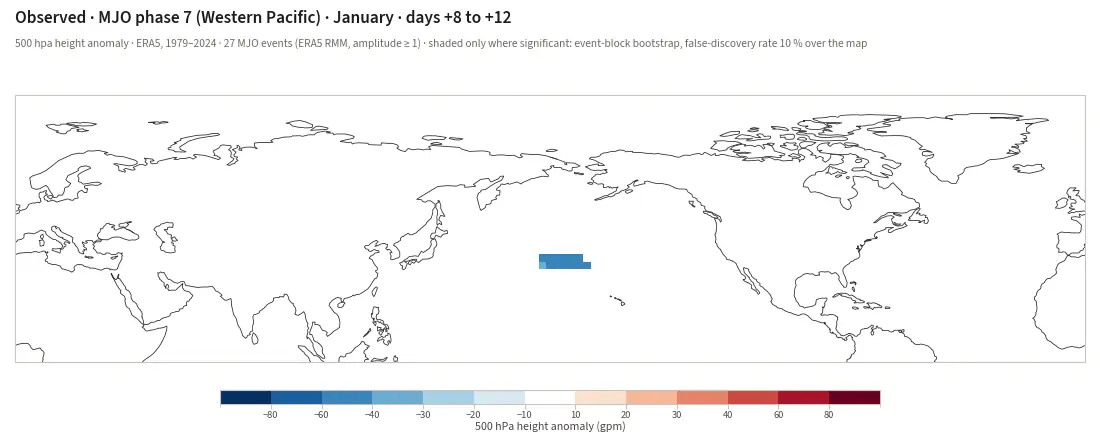 Observed · MJO phase 7 (Western Pacific) · January · days +8 to +12
500 hpa height anomaly · ERA5, 1979–2024 · 27 MJO events (ERA5 RMM, amplitude ≥ 1) · shaded only where significant: event-block bootstrap, false-discovery rate 10 % over the map
−80 −60 −40 −30 −20 −10 10 20 30 40 60 80
500 hPa height anomaly (gpm)